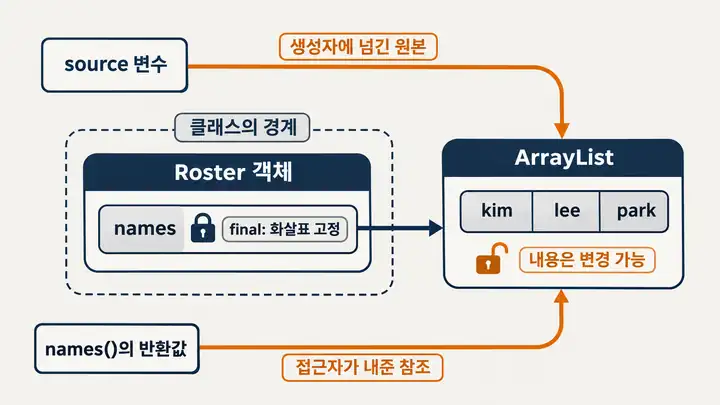 source 변수
생성자에 넘긴 원본
클래스의 경계
Roster 객체
names
final: 화살표 고정
ArrayList
kim
lee
park
내용은 변경 가능
names()의 반환값
접근자가 내준 참조